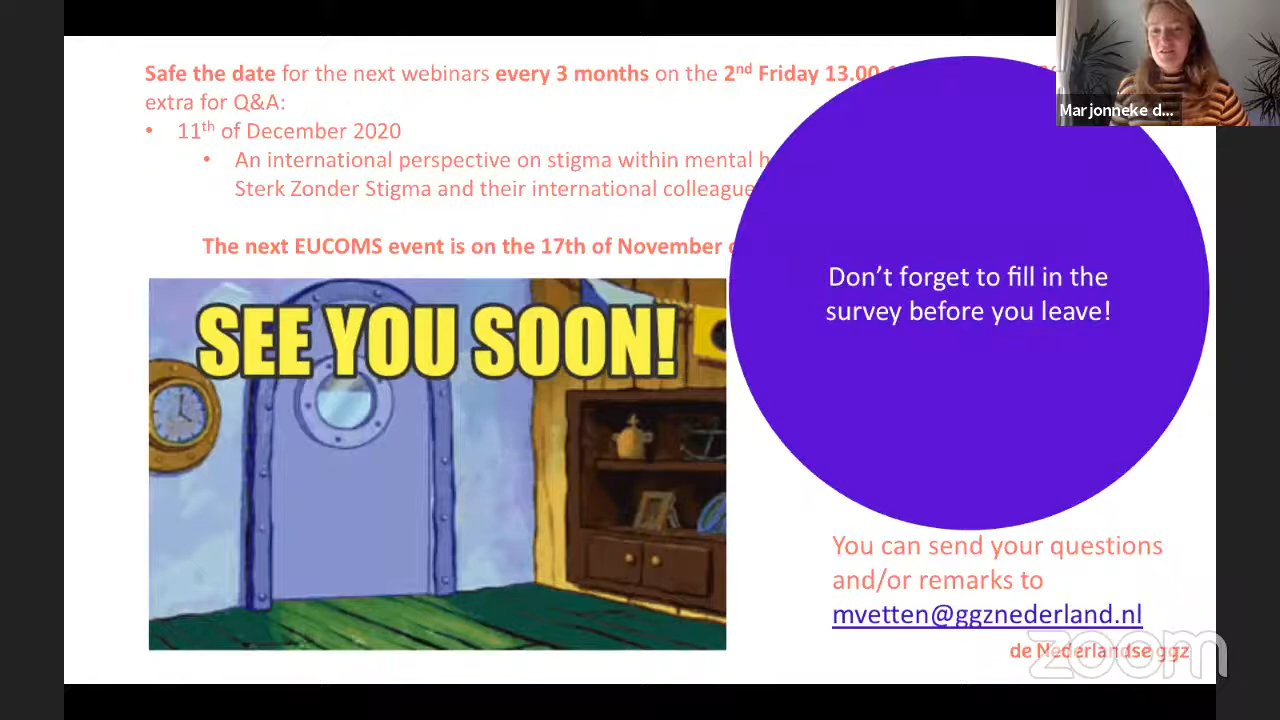 Safe the date for the next webinars every 3 months on the 2nd Friday 13.00
extra for Q&A:
• 11th of December 2020
• An international perspective on stigma within mental
Sterk Zonder Stigma and their international colleague
The next EUCOMS event is on the 17th of November
SEE YOU SOON!
Marjonneke d...
Don't forget to fill in the
survey before you leave!
You can send your questions
and/or remarks to
mvetten@ggznederland.nl
de Nederlandse ggz
zoom